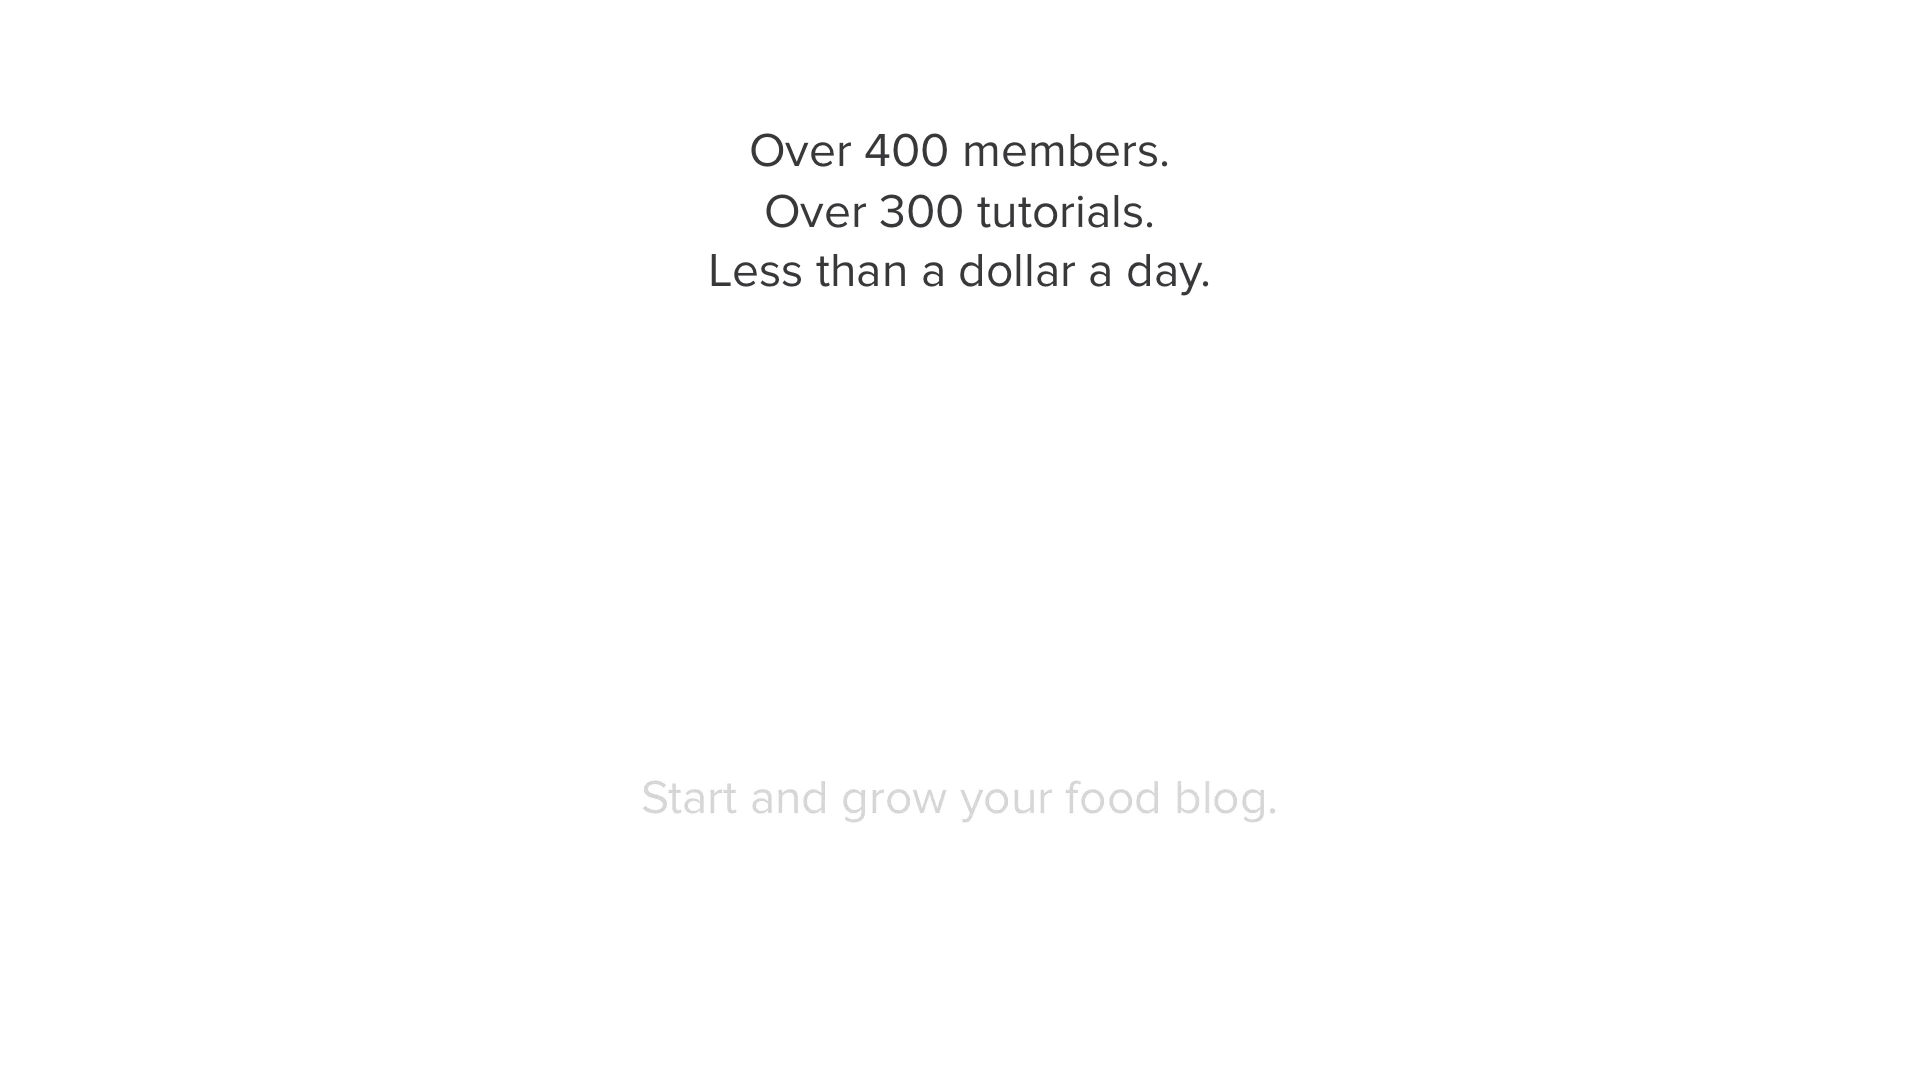 Over 400 members.
Over 300 tutorials.
Less than a dollar a day.
Start and grow your food blog.